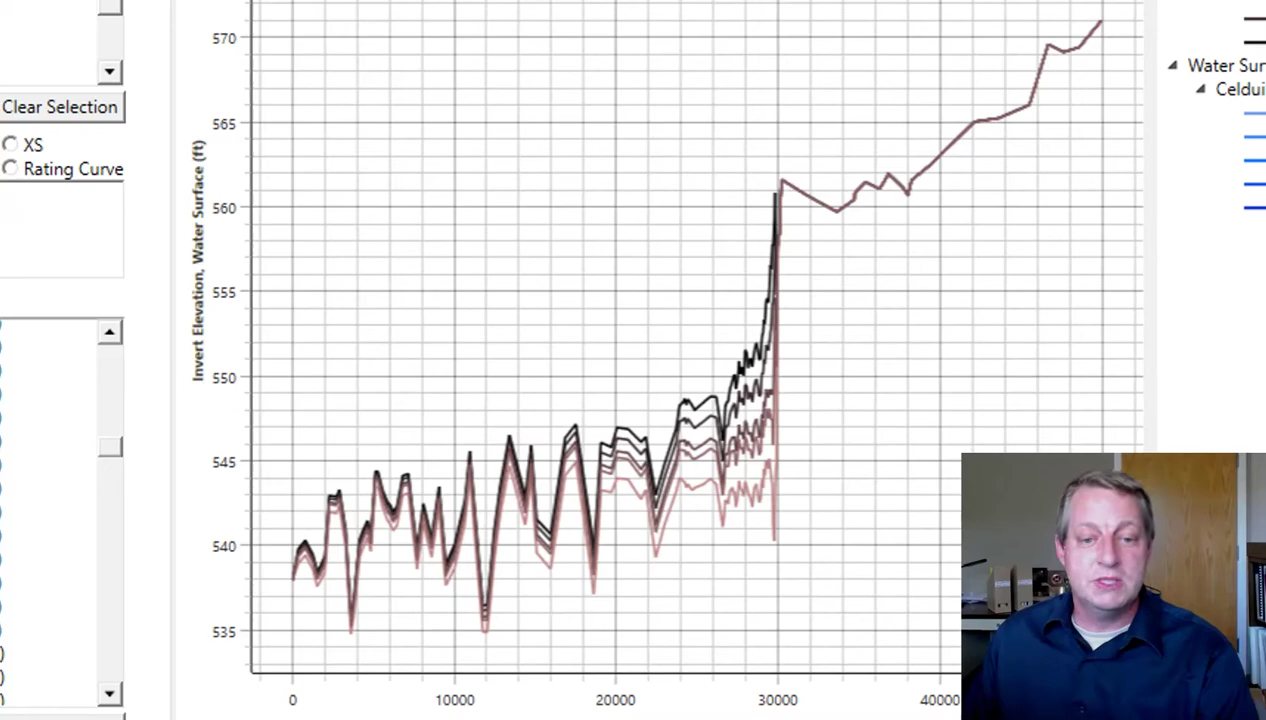 Clear Selection
XS
Rating Curve
)
)
)
Invert Elevation, Water Surface (ft)
570
565
560
555
550
545
540
535
0
10000
20000
30000
40000
Water Sur
Celdui